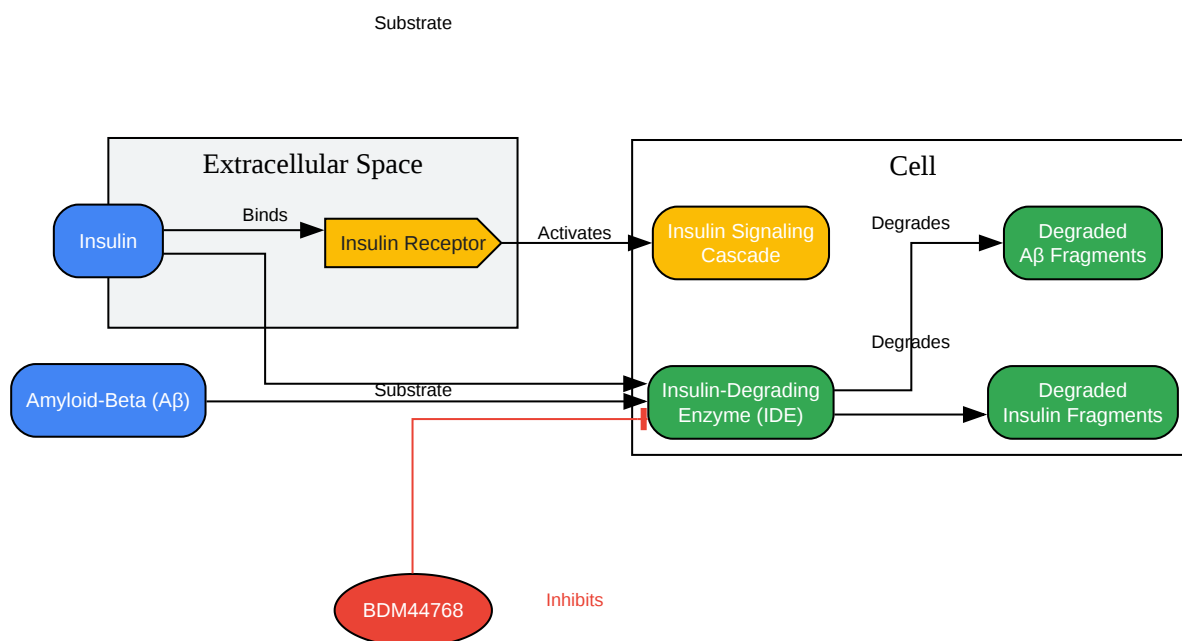 Substrate
Extracellular Space
Cell
Insulin
Binds
Insulin Receptor
Activates
Insulin Signaling
Cascade
Degrades
Degraded
Aβ Fragments
Degrades
Amyloid-Beta (Aβ)
Substrate
Insulin-Degrading
Enzyme (IDE)
Degraded
Insulin Fragments
BDM44768
Inhibits